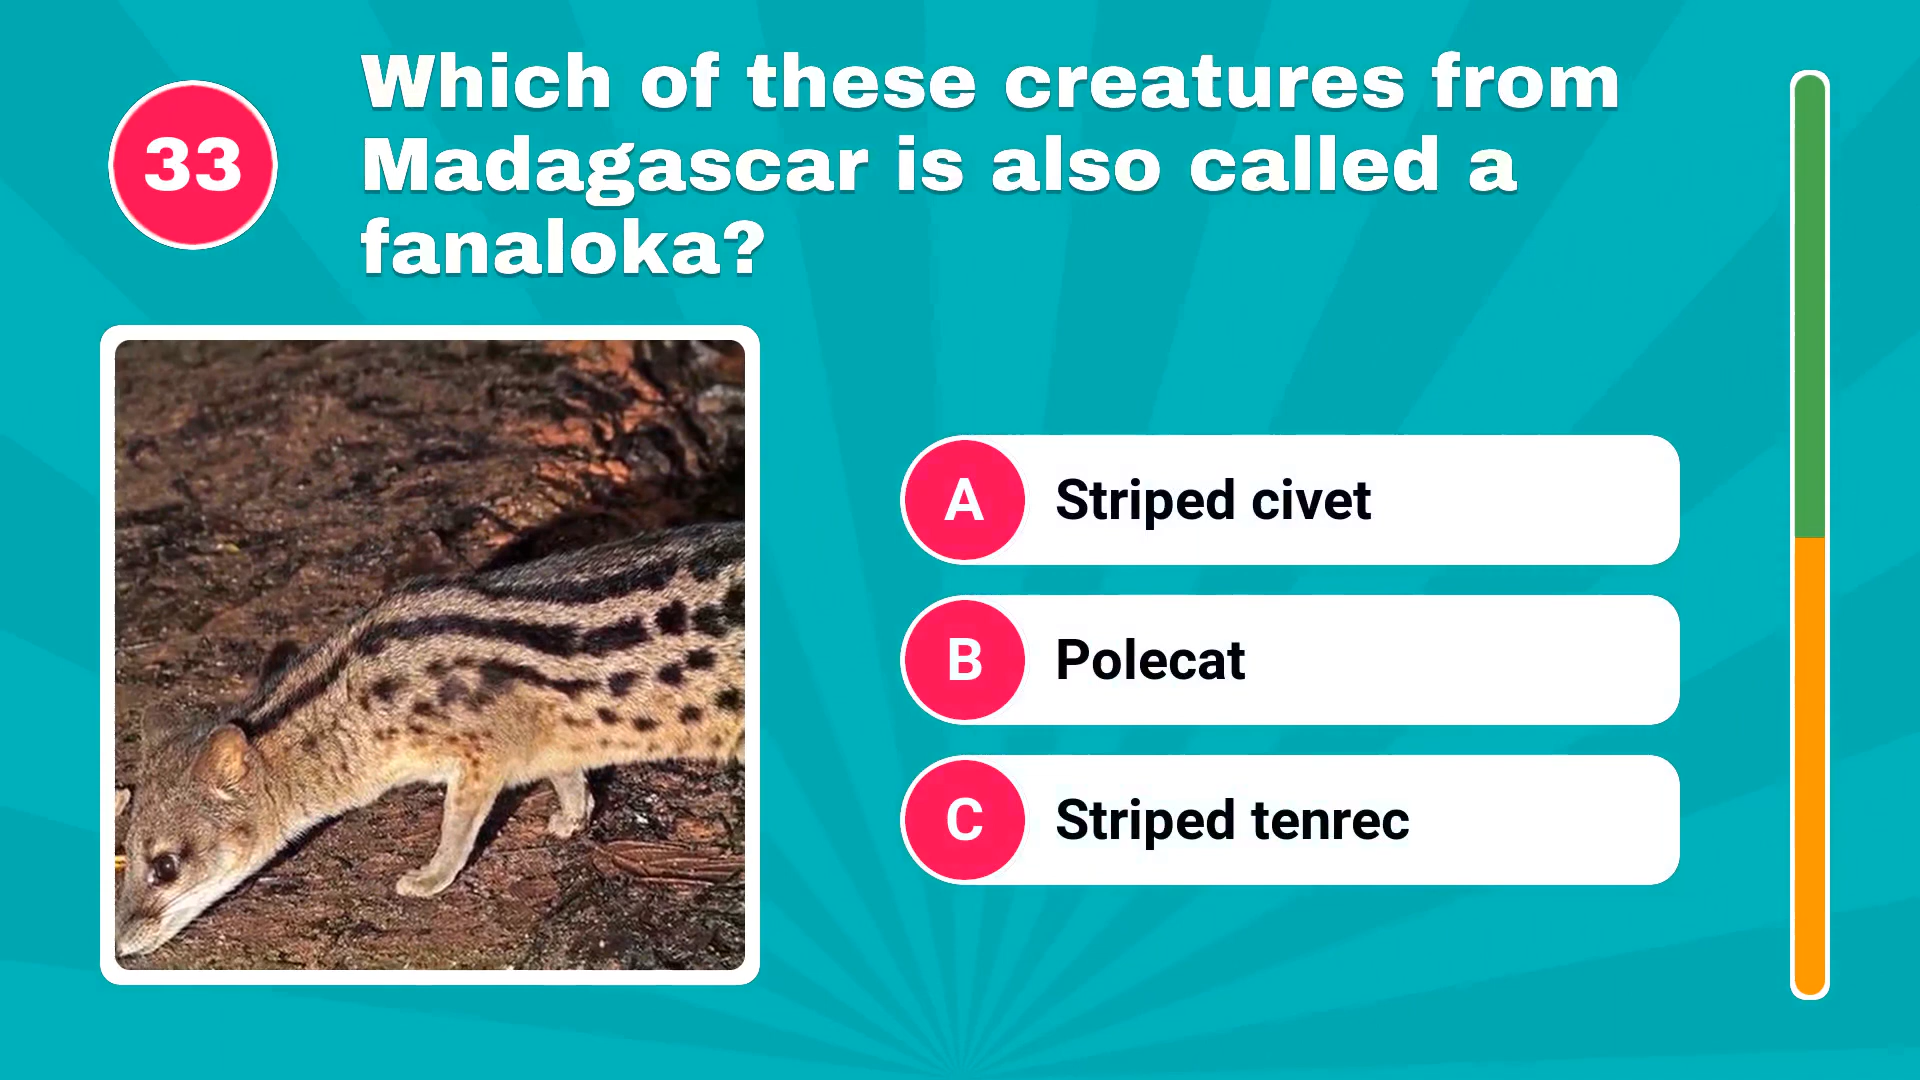 33
Which of these creatures from
Madagascar is also called a
fanaloka?
A Striped civet
B Polecat
C Striped tenrec